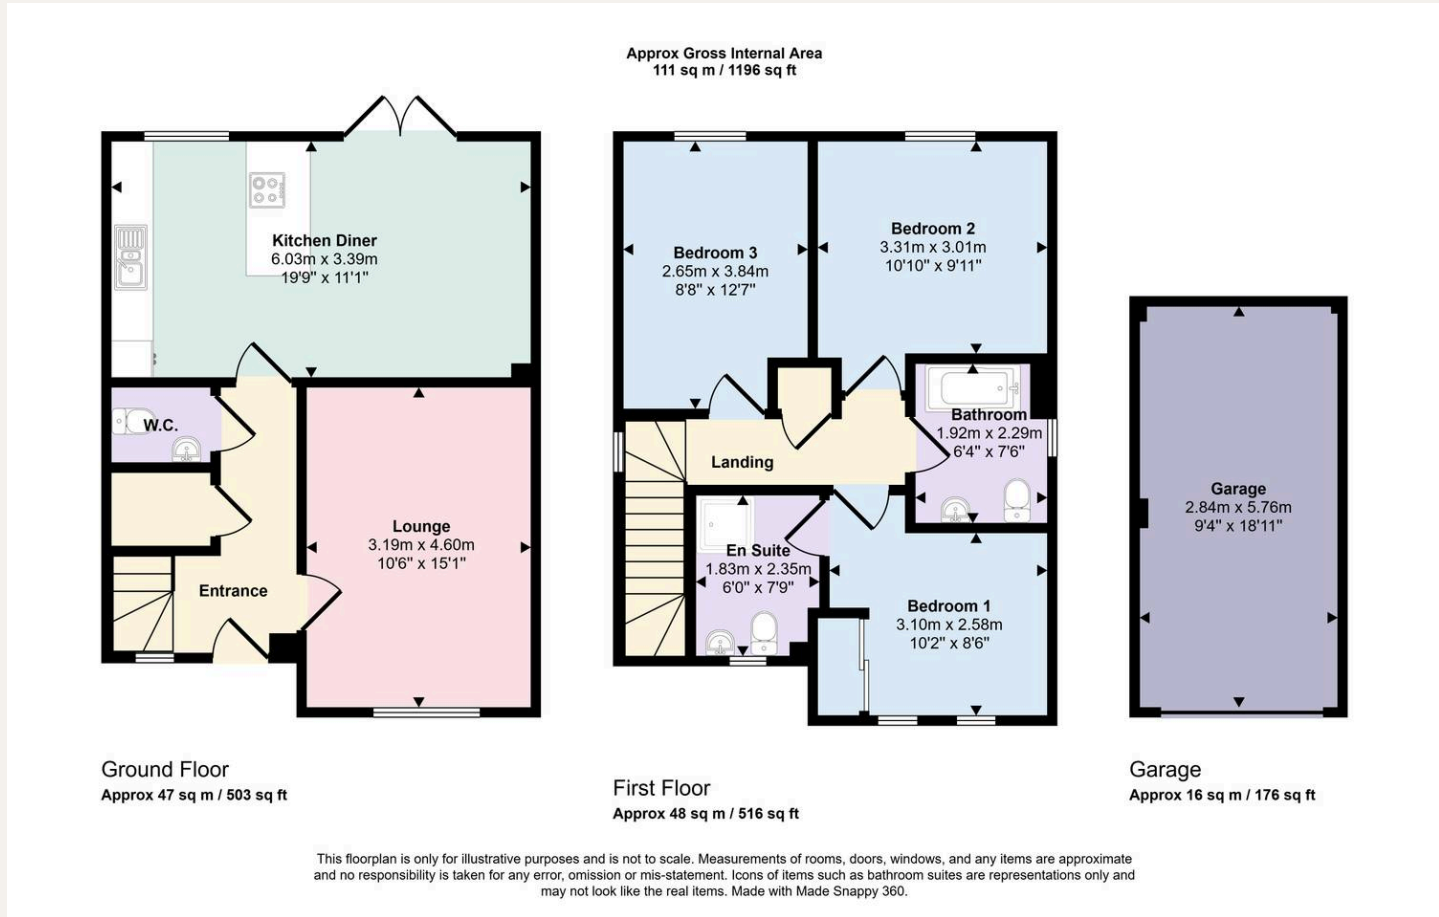 Approx Gross Internal Area
111 sq m / 1196 sq ft
Kitchen Diner
6.03m x 3.39m
19'9" x 11'1"
W.C.
Lounge
3.19m x 4.60m
10'6" x 15'1"
Entrance
Ground Floor
Approx 47 sq m / 503 sq ft
Bedroom 3
2.65m x 3.84m
8'8" x 12'7"
Bedroom 2
3.31m x 3.01m
10'10" x 9'11"
Bathroom
1.92m x 2.29m
6'4" x 7'6"
Landing
En Suite
1.83m x 2.35m
6'0" x 7'9"
Bedroom 1
3.10m x 2.58m
10'2" x 8'6"
First Floor
Approx 48 sq m / 516 sq ft
Garage
2.84m x 5.76m
9'4" x 18'11"
Garage
Approx 16 sq m / 176 sq ft
This floorplan is only for illustrative purposes and is not to scale. Measurements of rooms, doors, windows, and any items are approximate
and no responsibility is taken for any error, omission or mis-statement. Icons of items such as bathroom suites are representations only and
may not look like the real items. Made with Made Snappy 360.